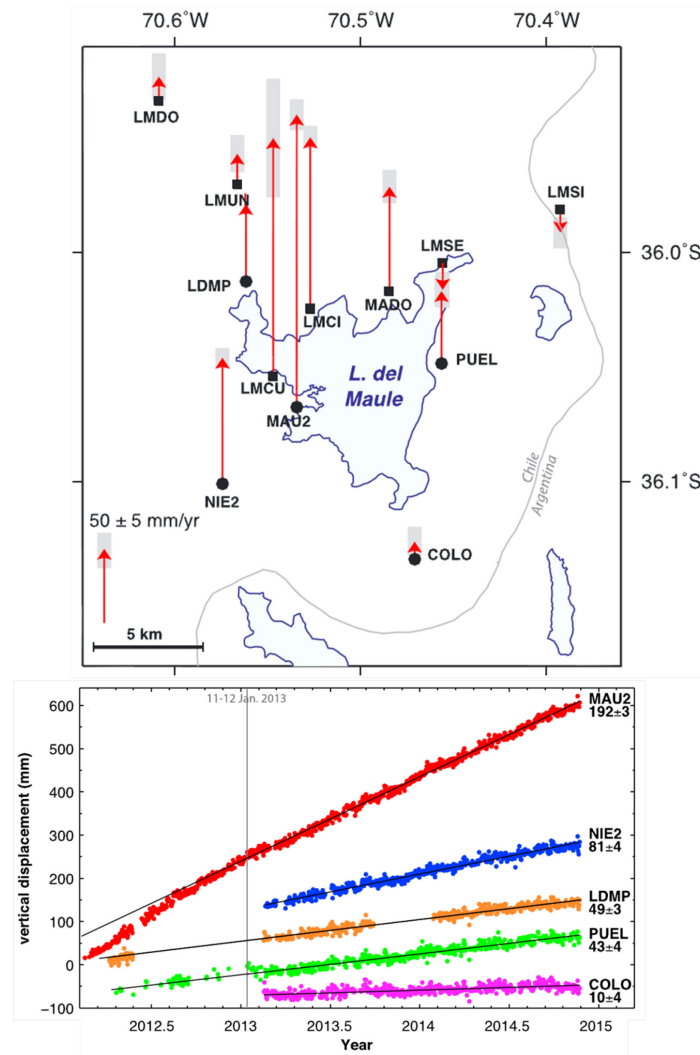 70.6°W 70.5°W 70.4°W
LMDO
LMUN
LMSI
LMSE
36.0°S
LDMP
MADO
LMCI
PUEL
LMCU
L. del
Maule
MAU2
Chile
Argentina
36.1°S
NIE2
50 ± 5 mm/yr
COLO
5 km
11-12 Jan. 2013
MAU2
192±3
NIE2
81±4
LDMP
49±3
PUEL
43±4
COLO
10±4
600
500
400
300
200
100
0
−100
vertical displacement (mm)
2012.5 2013 2013.5 2014 2014.5 2015
Year